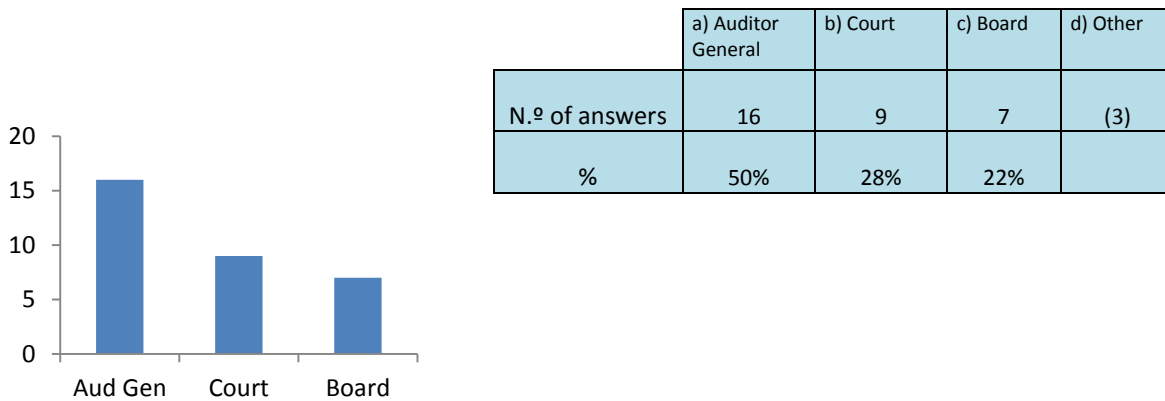 a) Auditor b) Court c) Board d) Other
General
N.º of answers 16 9 7 (3)
% 50% 28% 22%
20
15
10
5
0
Aud Gen Court Board